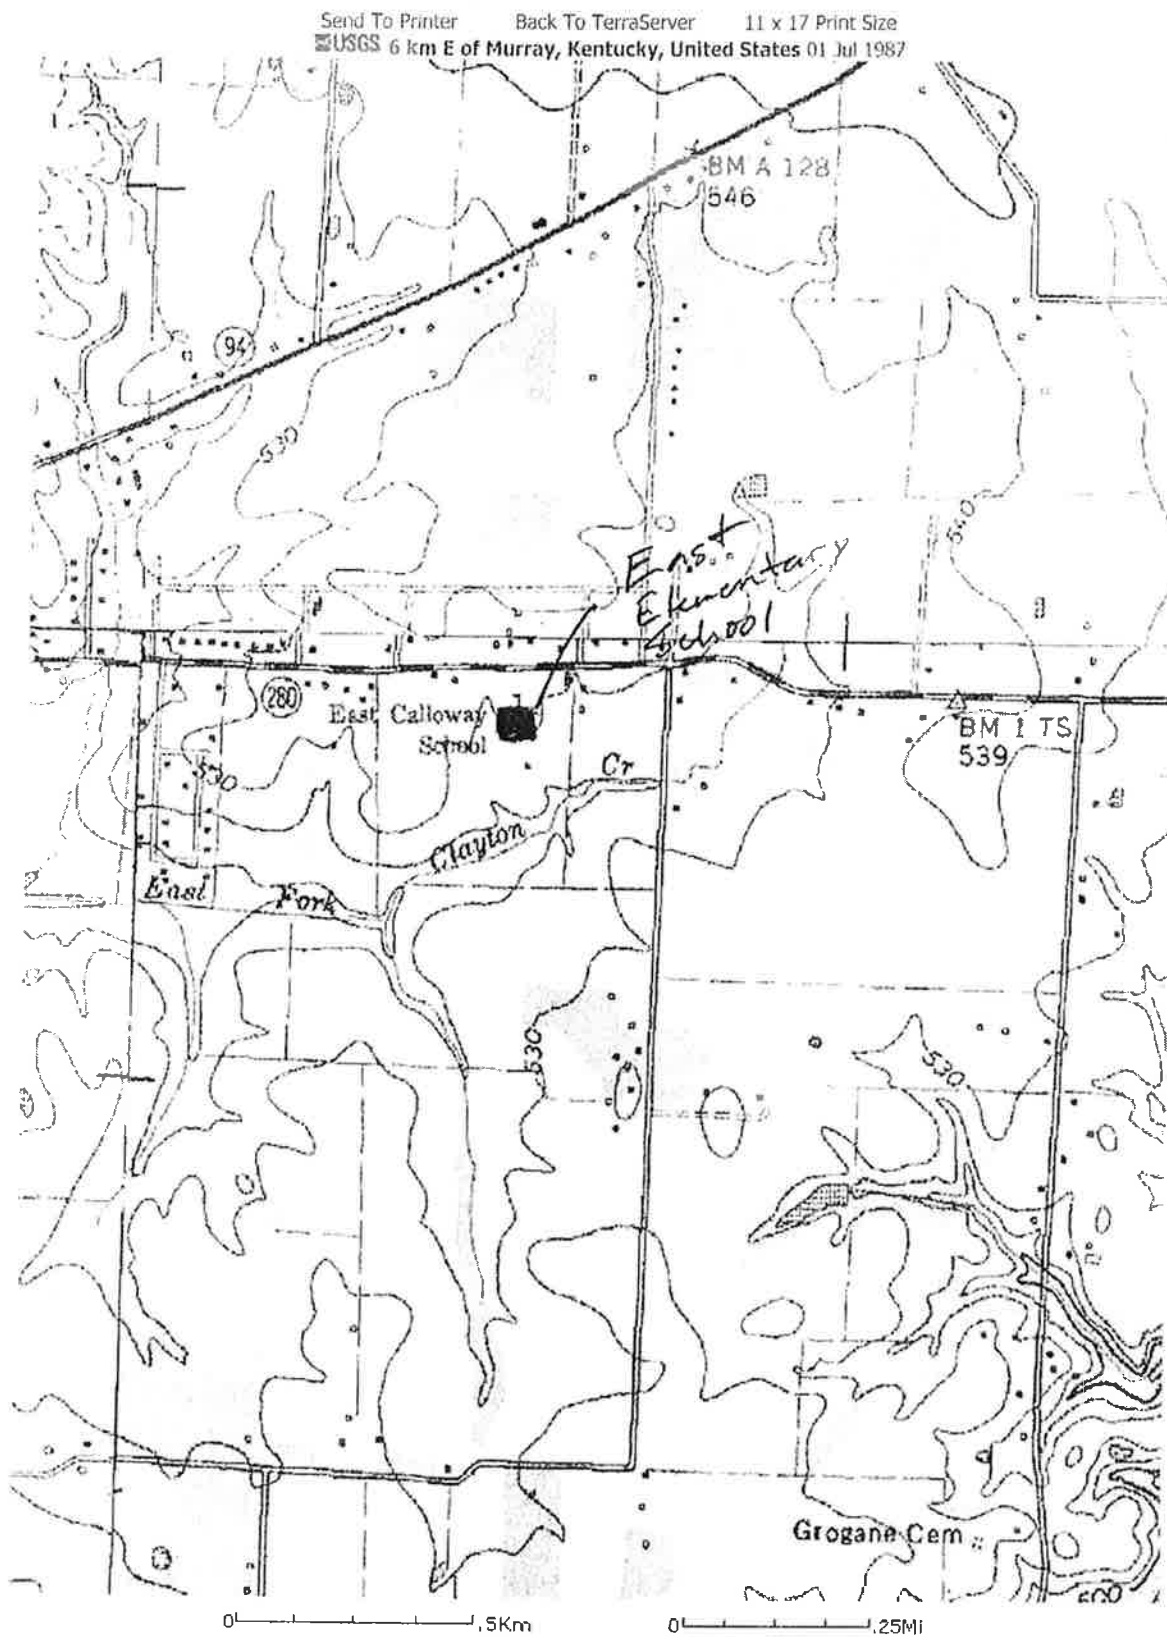 Send To Printer Back To TerraServer 11 x 17 Print Size
USGS 6 km E of Murray, Kentucky, United States 01 Jul 1987
BM A 128
546
94
530
540
East
Elementary
School
280
East Calloway
School
BM 1 TS
539
530
Cr
Clayton
East
Fork
530
530
Grogane Cem
500
0 .5Km 0 .25Mi